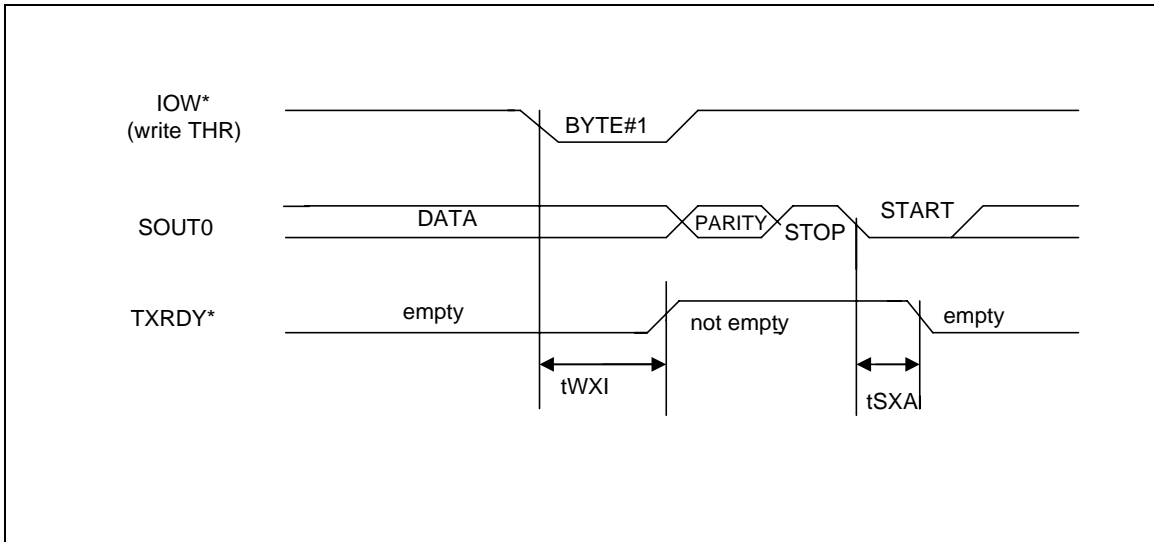 IOW*
(write THR)
BYTE#1
SOUT0
DATA
PARITY
STOP
START
TXRDY*
empty
not empty
empty
tWXI
tSXA